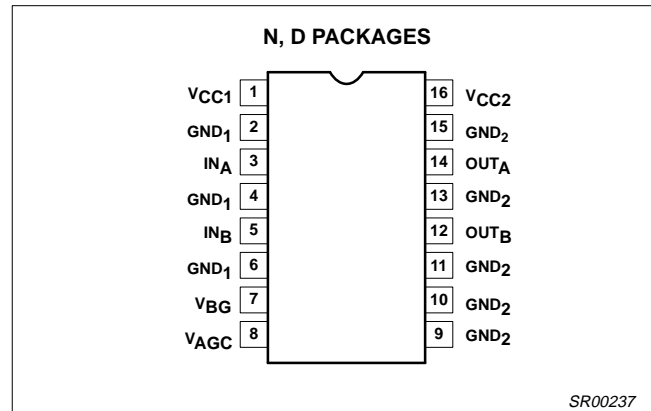 N, D PACKAGES
VCC1 1 16 VCC2
GND1 2 15 GND2
INA 3 14 OUTA
GND1 4 13 GND2
INB 5 12 OUTB
GND1 6 11 GND2
VBG 7 10 GND2
VAGC 8 9 GND2
SR00237